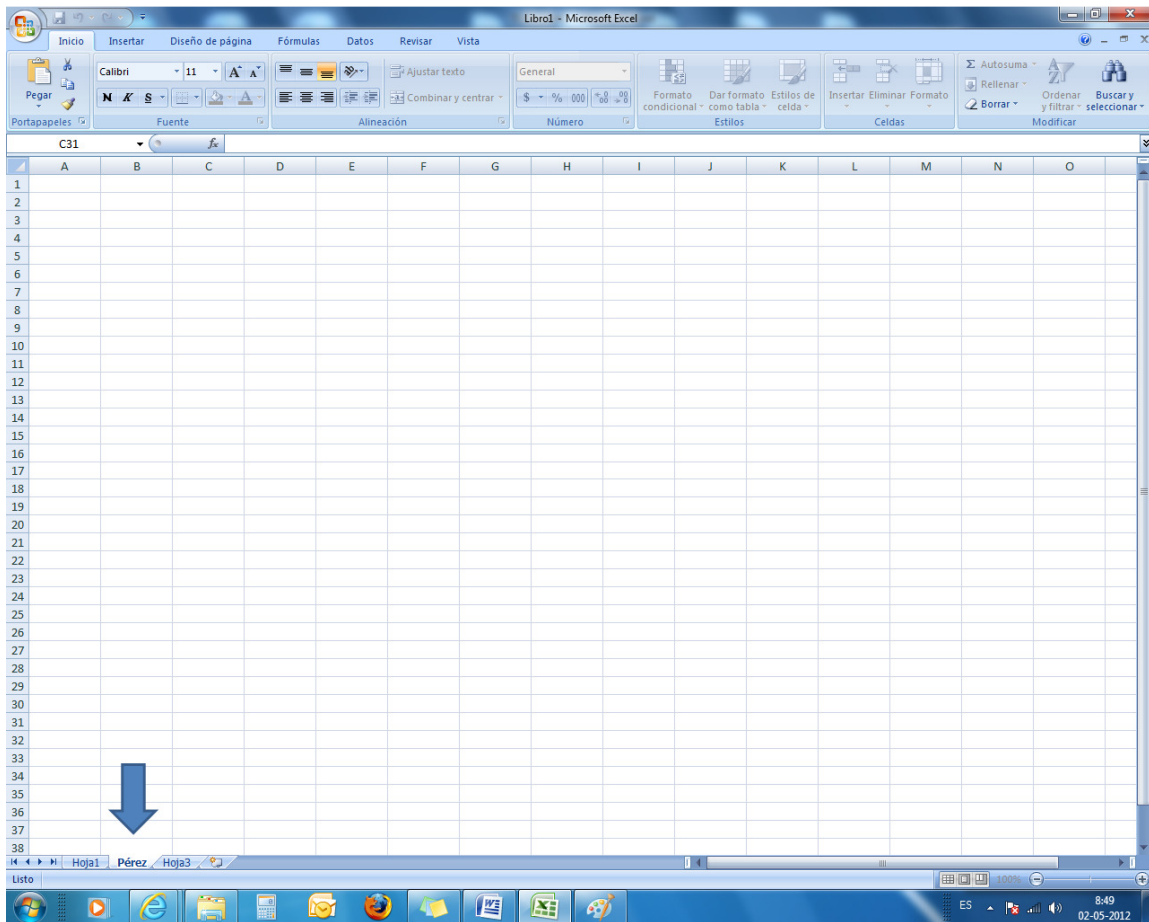 Libro1 - Microsoft Excel
Inicio Insertar Diseño de página Fórmulas Datos Revisar Vista
Pegar
Calibri 11 A A
N K S A
Ajustar texto
Combinar y centrar
General
$ % 000
Formato condicional
Dar formato como tabla
Estilos de celda
Insertar Eliminar Formato
Σ Autosuma
Rellenar
Borrar
Ordenar y filtrar
Buscar y seleccionar
Portapapeles Fuente Alineación Número Estilos Celdas Modificar
C31 fx
A B C D E F G H I J K L M N O
1
2
3
4
5
6
7
8
9
10
11
12
13
14
15
16
17
18
19
20
21
22
23
24
25
26
27
28
29
30
31
32
33
34
35
36
37
38
Hoja1 Pérez Hoja3
Listo 100%
ES 8:49
02-05-2012